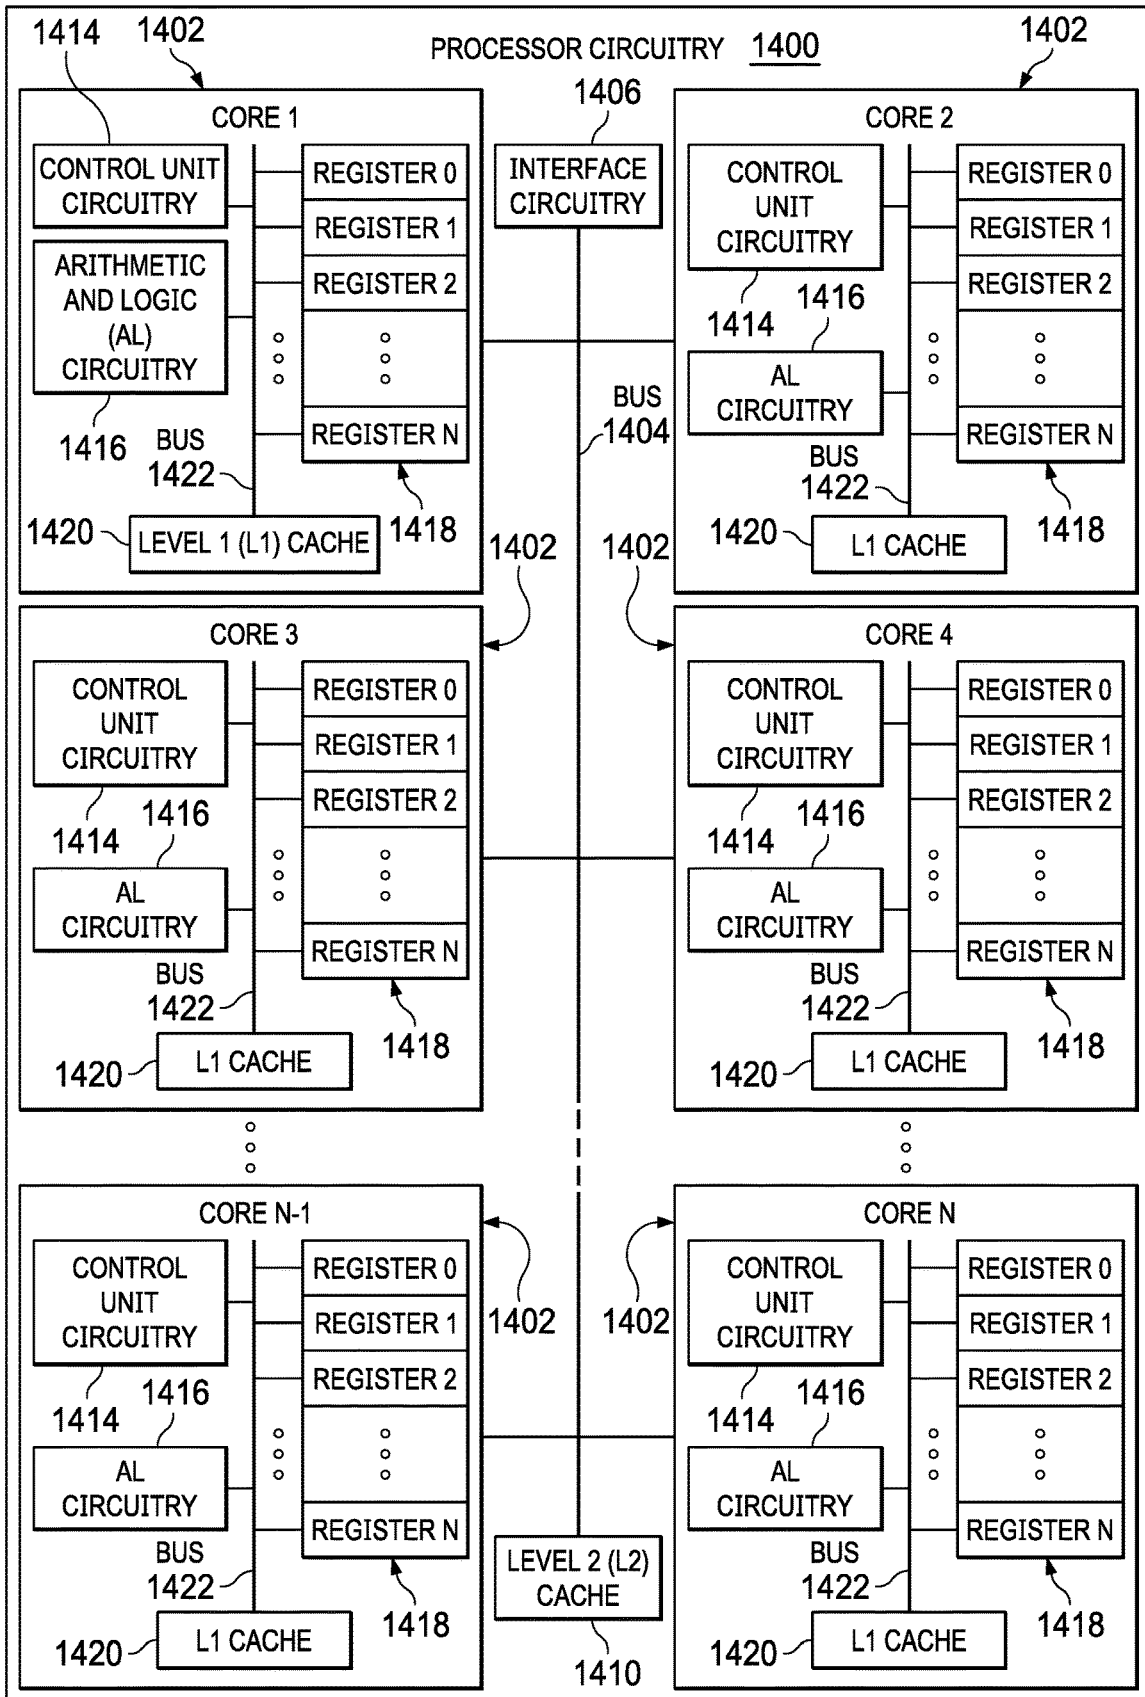 PROCESSOR CIRCUITRY 1400
1414
1402
1406
1402
CORE 1
CONTROL UNIT
CIRCUITRY
ARITHMETIC
AND LOGIC
(AL)
CIRCUITRY
1416
REGISTER 0
REGISTER 1
REGISTER 2
REGISTER N
BUS
1422
1418
1420
LEVEL 1 (L1) CACHE
INTERFACE
CIRCUITRY
BUS
1404
CORE 2
CONTROL
UNIT
CIRCUITRY
1414
1416
AL
CIRCUITRY
REGISTER 0
REGISTER 1
REGISTER 2
REGISTER N
BUS
1422
1418
1420
L1 CACHE
1402
1402
CORE 3
CONTROL
UNIT
CIRCUITRY
1414
1416
AL
CIRCUITRY
REGISTER 0
REGISTER 1
REGISTER 2
REGISTER N
BUS
1422
1418
1420
L1 CACHE
CORE 4
CONTROL
UNIT
CIRCUITRY
1414
1416
AL
CIRCUITRY
REGISTER 0
REGISTER 1
REGISTER 2
REGISTER N
BUS
1422
1418
1420
L1 CACHE
CORE N-1
CONTROL
UNIT
CIRCUITRY
1414
1416
AL
CIRCUITRY
REGISTER 0
REGISTER 1
REGISTER 2
REGISTER N
BUS
1422
1418
1420
L1 CACHE
1402
1402
LEVEL 2 (L2)
CACHE
1410
CORE N
CONTROL
UNIT
CIRCUITRY
1414
1416
AL
CIRCUITRY
REGISTER 0
REGISTER 1
REGISTER 2
REGISTER N
BUS
1422
1418
1420
L1 CACHE